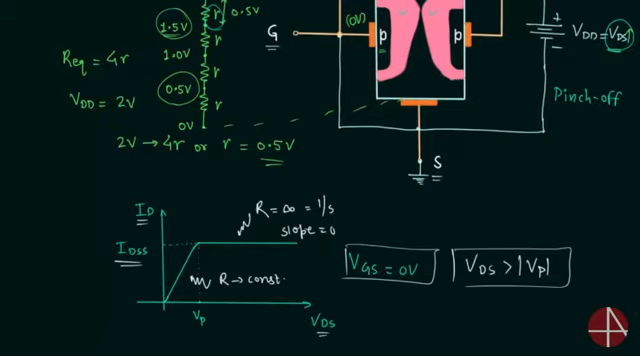 r 0.5V
1.5V r
1.0V
r
0.5V
r
0V
Req = 4r
VDD = 2V
2V → 4r or r = 0.5V
(0V)
G
p p
S
VDD = VDS1
+
Pinch-off
ID
IDSS
R = ∞ = 1/s
slope = 0
R → const.
VP
VDS
VGS = 0V
VDS > |VP|